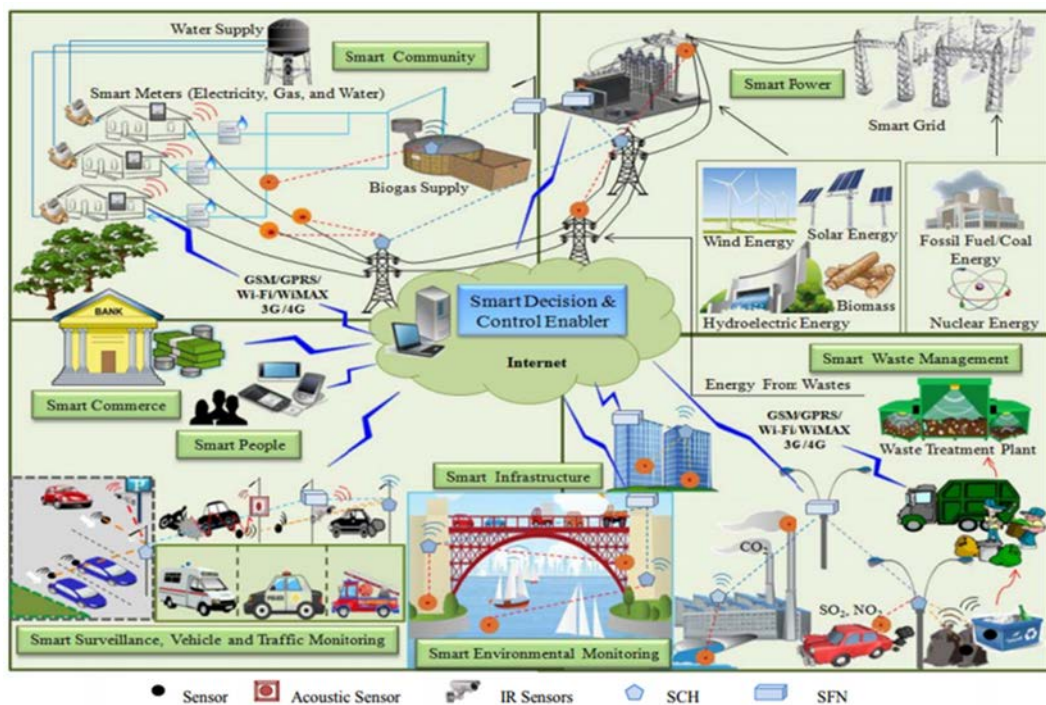 Water Supply
Smart Community
Smart Meters (Electricity, Gas, and Water)
Biogas Supply
GSM/GPRS/
Wi-Fi/WiMAX
3G/4G
Smart Power
Smart Grid
Wind Energy
Solar Energy
Hydroelectric Energy
Biomass
Fossil Fuel/Coal
Energy
Nuclear Energy
Smart Decision &
Control Enabler
Internet
BANK
Smart Commerce
Smart People
Energy From Wastes
Smart Waste Management
GSM/GPRS/
Wi-Fi/WiMAX
3G/4G
Waste Treatment Plant
Smart Infrastructure
CO2
SO2, NO2
POLICE
Smart Surveillance, Vehicle and Traffic Monitoring
Smart Environmental Monitoring
Sensor
Acoustic Sensor
IR Sensors
SCH
SFN